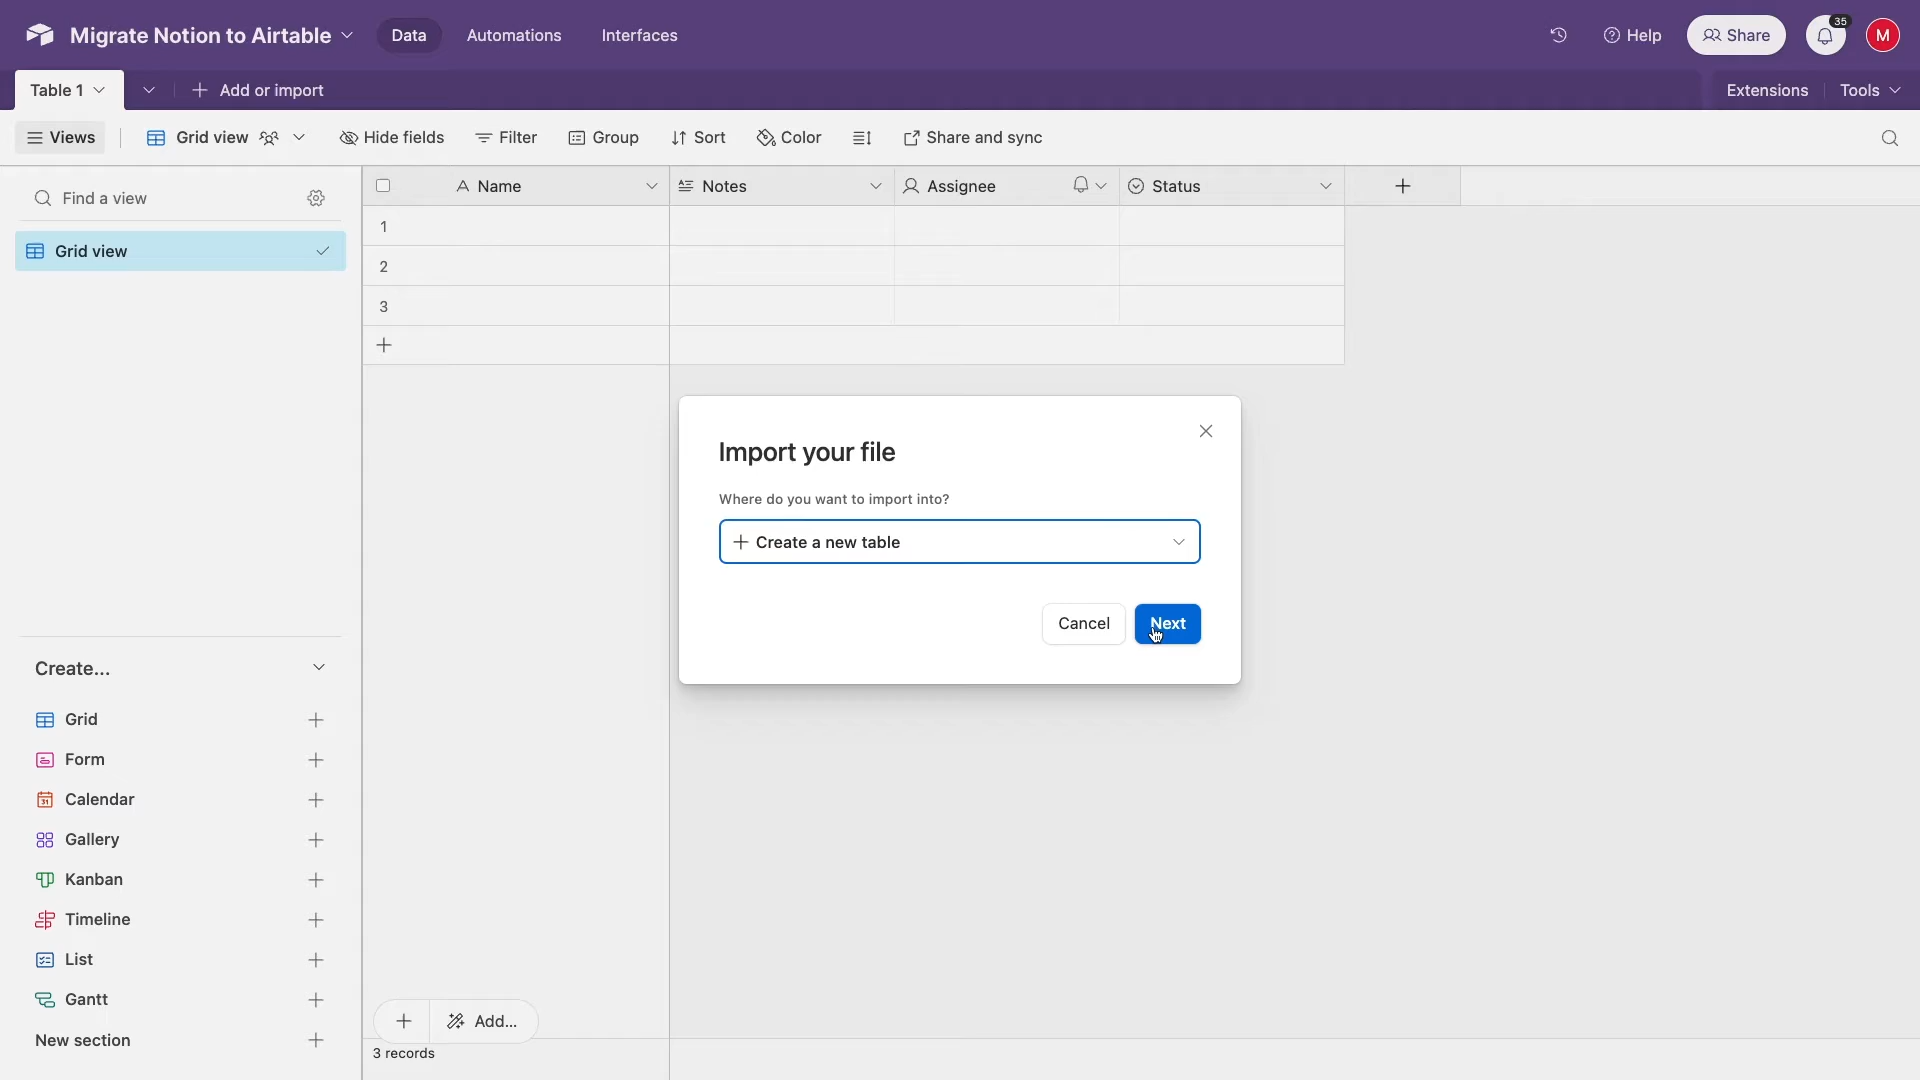 Migrate Notion to Airtable
Data
Automations
Interfaces
Help
Share
35
M
Table 1
Add or import
Extensions
Tools
Views
Grid view
Hide fields
Filter
Group
Sort
Color
Share and sync
Find a view
Grid view
Name
Notes
Assignee
Status
1
2
3
Import your file
Where do you want to import into?
Create a new table
Cancel
Next
Create...
Grid
Form
31
Calendar
Gallery
Kanban
Timeline
List
Gantt
New section
Add...
3 records